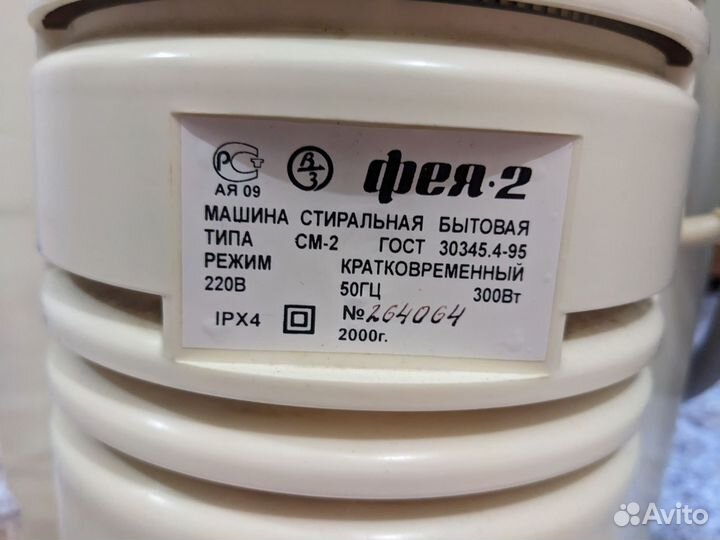 РСТ
АЯ 09
В
З
фея·2
МАШИНА СТИРАЛЬНАЯ БЫТОВАЯ
ТИПА СМ-2 ГОСТ 30345.4-95
РЕЖИМ КРАТКОВРЕМЕННЫЙ
220В 50ГЦ 300Вт
IPX4 №264064
2000г.
Avito